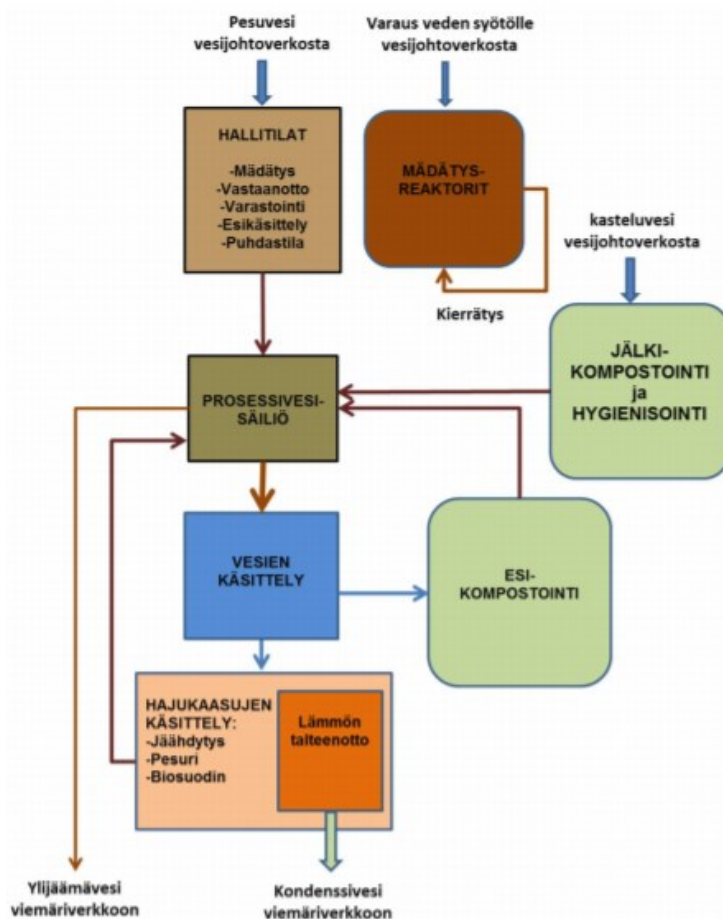 Pesuvesi
vesijohtoverkosta
Varaus veden syötölle
vesijohtoverkosta
HALLITILAT
-Mädätys
-Vastaanotto
-Varastointi
-Esikäsittely
-Puhdastila
MÄDÄTYS-
REAKTORIT
Kierrätys
kasteluvesi
vesijohtoverkosta
JÄLKI-
KOMPOSTOINTI
ja
HYGIENISOINTI
PROSESSIVESI-
SÄILIÖ
VESIEN
KÄSITTELY
ESI-
KOMPOSTOINTI
HAJUKAASUJEN
KÄSITTELY:
-Jäähdytys
-Pesuri
-Biosuodin
Lämmön
talteenotto
Ylijäämävesi
viemäriverkkoon
Kondenssivesi
viemäriverkkoon